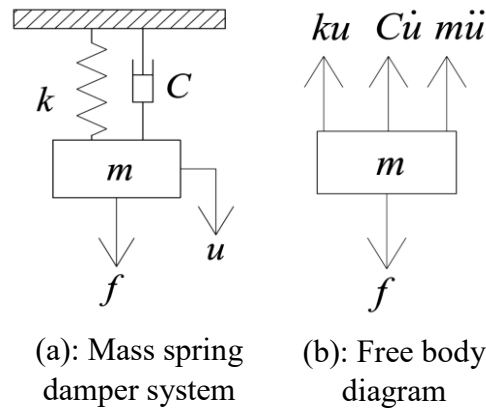 ku Cu̇ mü
k C
m m
f u f
(a): Mass spring (b): Free body
damper system diagram